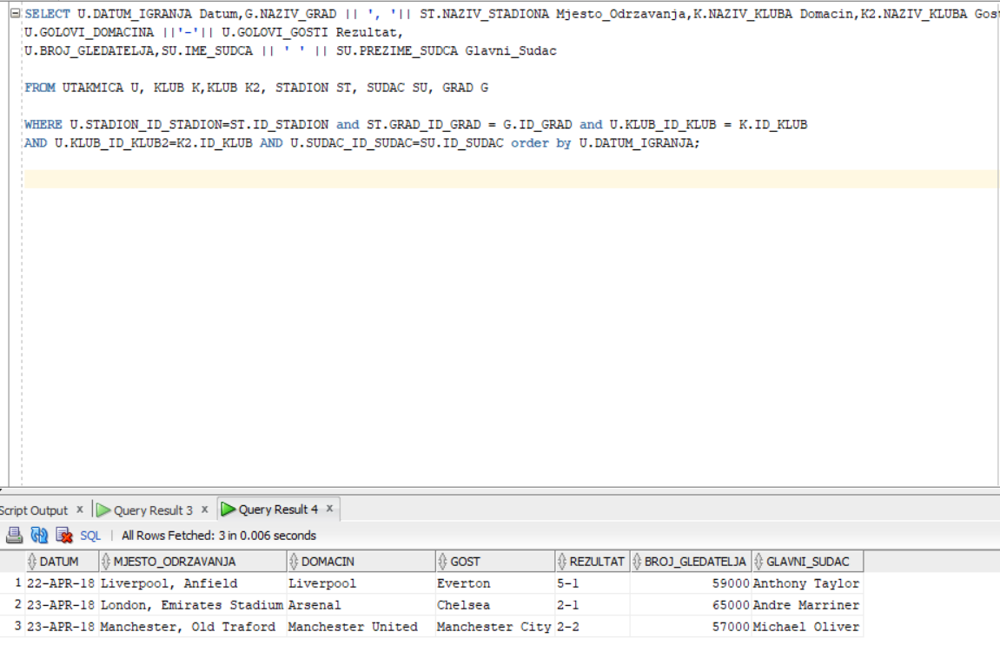 SELECT U.DATUM_IGRANJA Datum,G.NAZIV_GRAD || ', '|| ST.NAZIV_STADIONA Mjesto_Odrzavanja,K.NAZIV_KLUBA Domacin,K2.NAZIV_KLUBA Gost
U.GOLOVI_DOMACINA ||'-'|| U.GOLOVI_GOSTI Rezultat,
U.BROJ_GLEDATELJA,SU.IME_SUDCA || ' ' || SU.PREZIME_SUDCA Glavni_Sudac
FROM UTAKMICA U, KLUB K,KLUB K2, STADION ST, SUDAC SU, GRAD G
WHERE U.STADION_ID_STADION=ST.ID_STADION and ST.GRAD_ID_GRAD = G.ID_GRAD and U.KLUB_ID_KLUB = K.ID_KLUB
AND U.KLUB_ID_KLUB2=K2.ID_KLUB AND U.SUDAC_ID_SUDAC=SU.ID_SUDAC order by U.DATUM_IGRANJA;
Script Output x Query Result 3 x Query Result 4 x
SQL | All Rows Fetched: 3 in 0.006 seconds
DATUM MJESTO_ODRZAVANJA DOMACIN GOST REZULTAT BROJ_GLEDATELJA GLAVNI_SUDAC
1 22-APR-18 Liverpool, Anfield Liverpool Everton 5-1 59000 Anthony Taylor
2 23-APR-18 London, Emirates Stadium Arsenal Chelsea 2-1 65000 Andre Marriner
3 23-APR-18 Manchester, Old Traford Manchester United Manchester City 2-2 57000 Michael Oliver